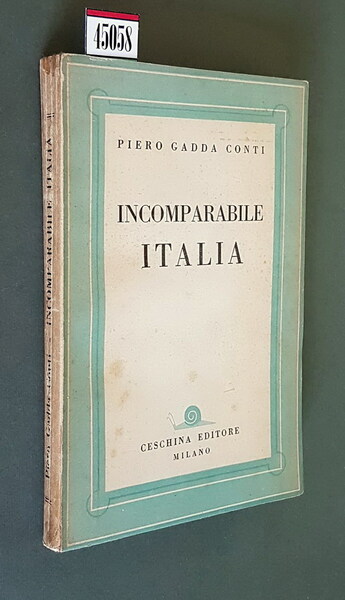 45058
PIERO GADDA CONTI
INCOMPARABILE
ITALIA
CESCHINA EDITORE
MILANO
Piero Gadda Conti - INCOMPARABILE ITALIA